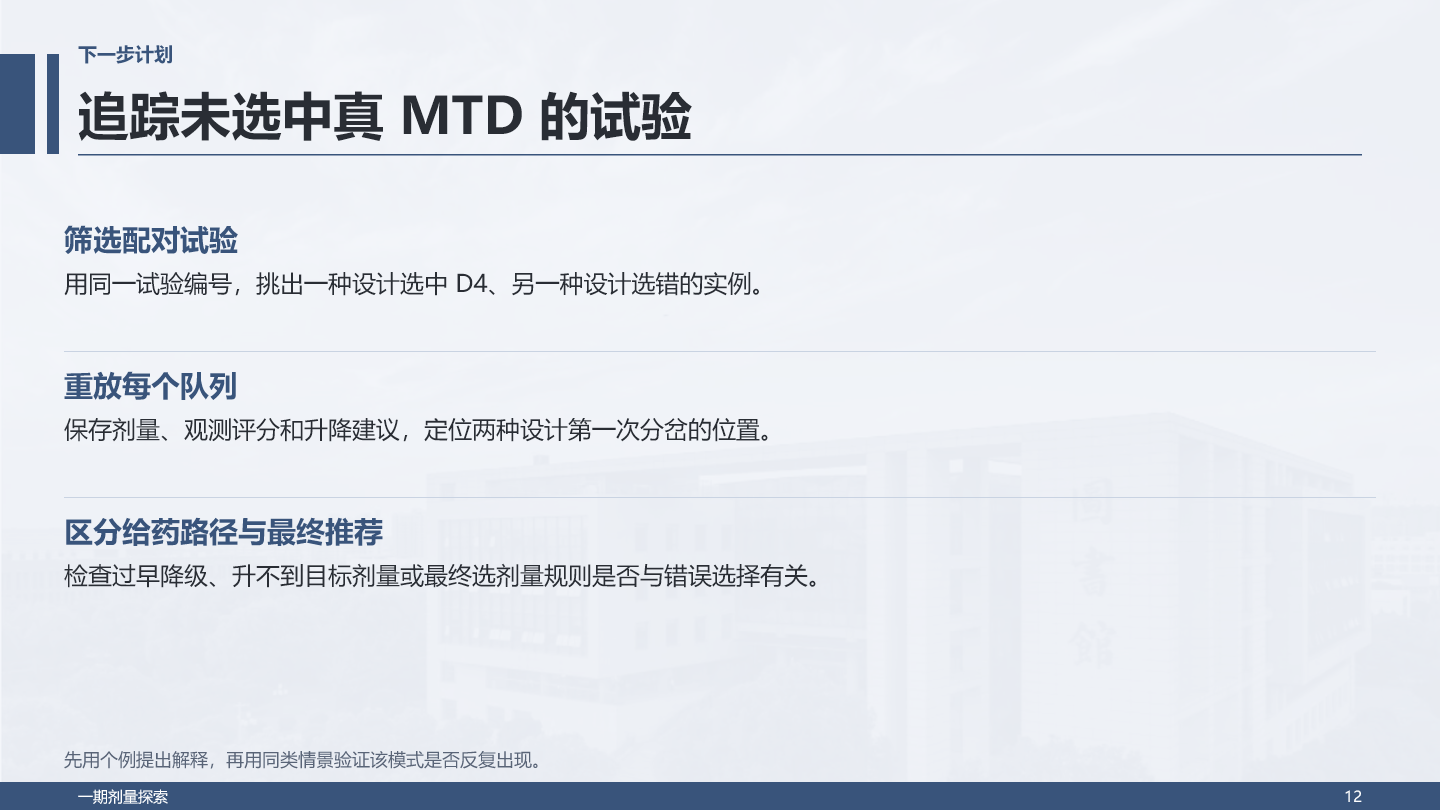 下一步计划
追踪未选中真 MTD 的试验
筛选配对试验
用同一试验编号，挑出一种设计选中 D4、另一种设计选错的实例。
重放每个队列
保存剂量、观测评分和升降建议，定位两种设计第一次分岔的位置。
区分给药路径与最终推荐
检查过早降级、升不到目标剂量或最终选剂量规则是否与错误选择有关。
圖書館
先用个例提出解释，再用同类情景验证该模式是否反复出现。
一期剂量探索
12